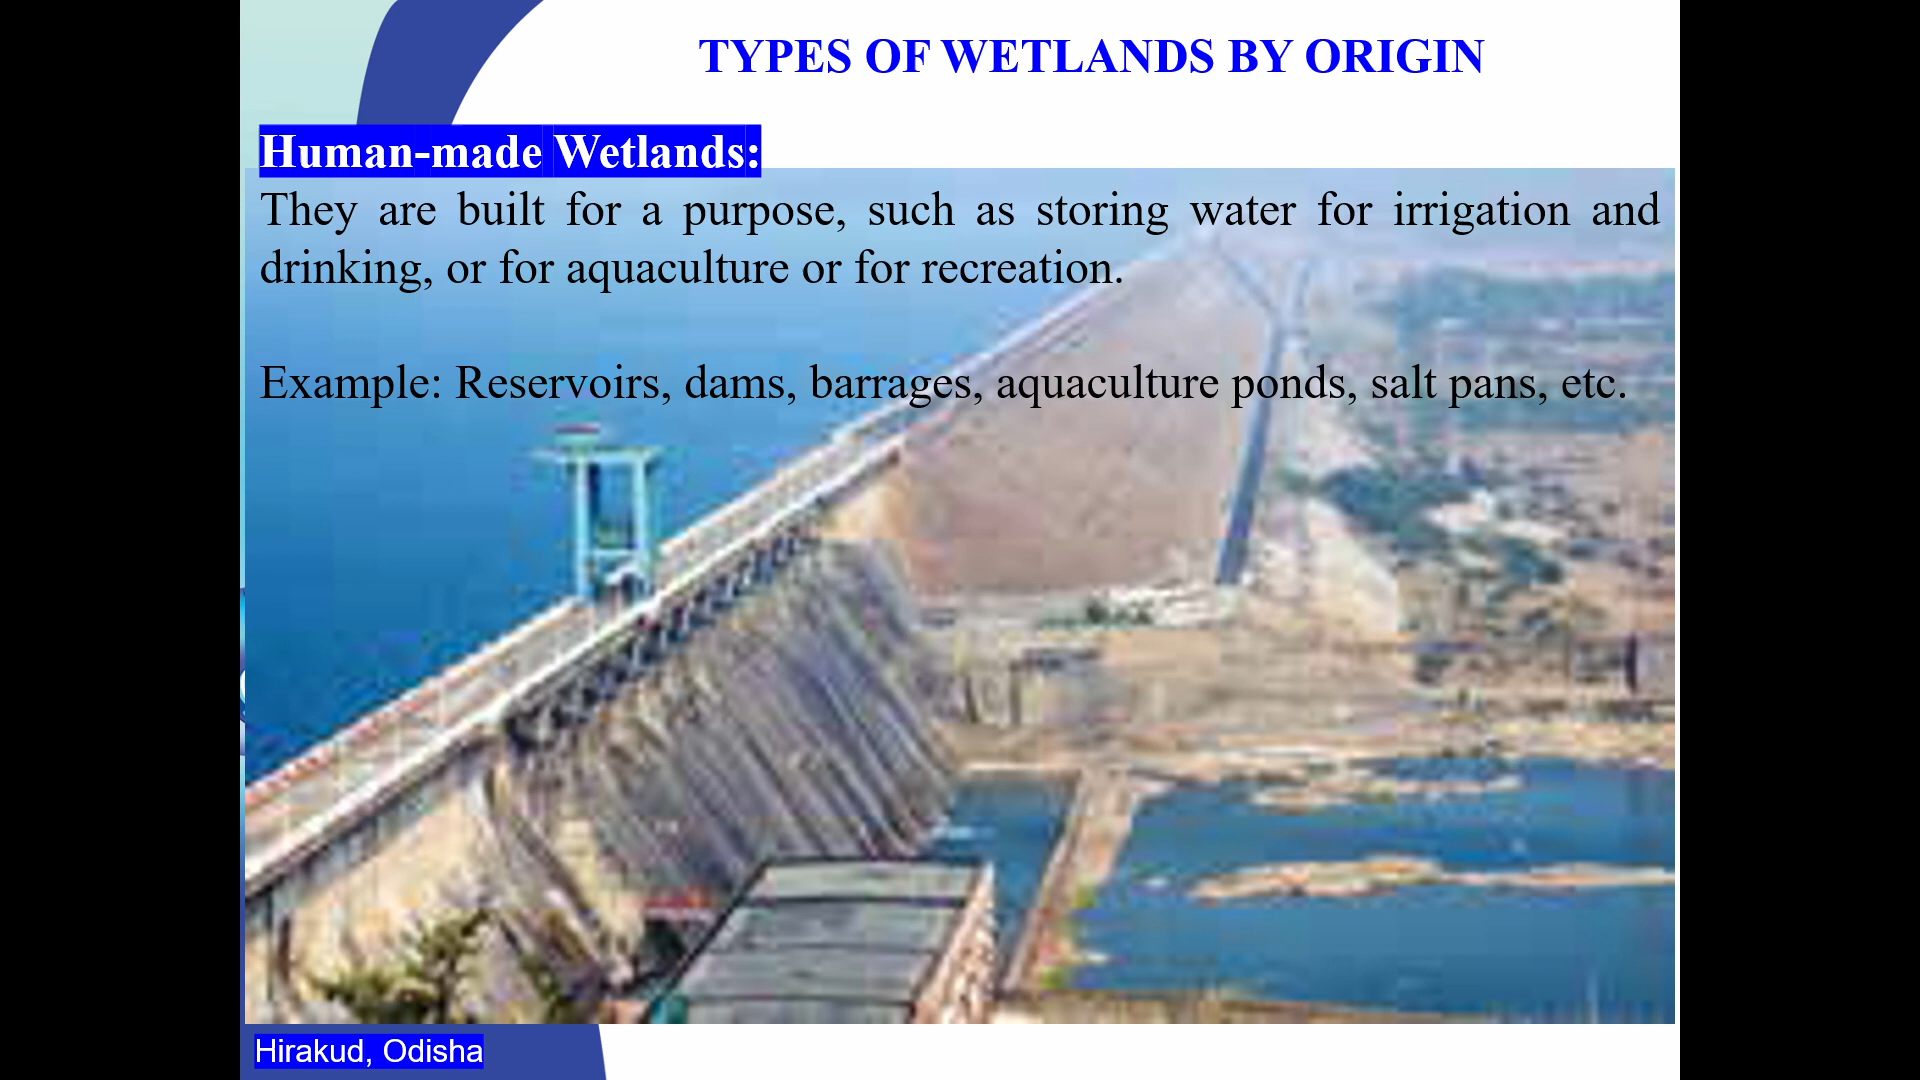 TYPES OF WETLANDS BY ORIGIN
Human-made Wetlands:
They are built for a purpose, such as storing water for irrigation and
drinking, or for aquaculture or for recreation.
Example: Reservoirs, dams, barrages, aquaculture ponds, salt pans, etc.
Hirakud, Odisha